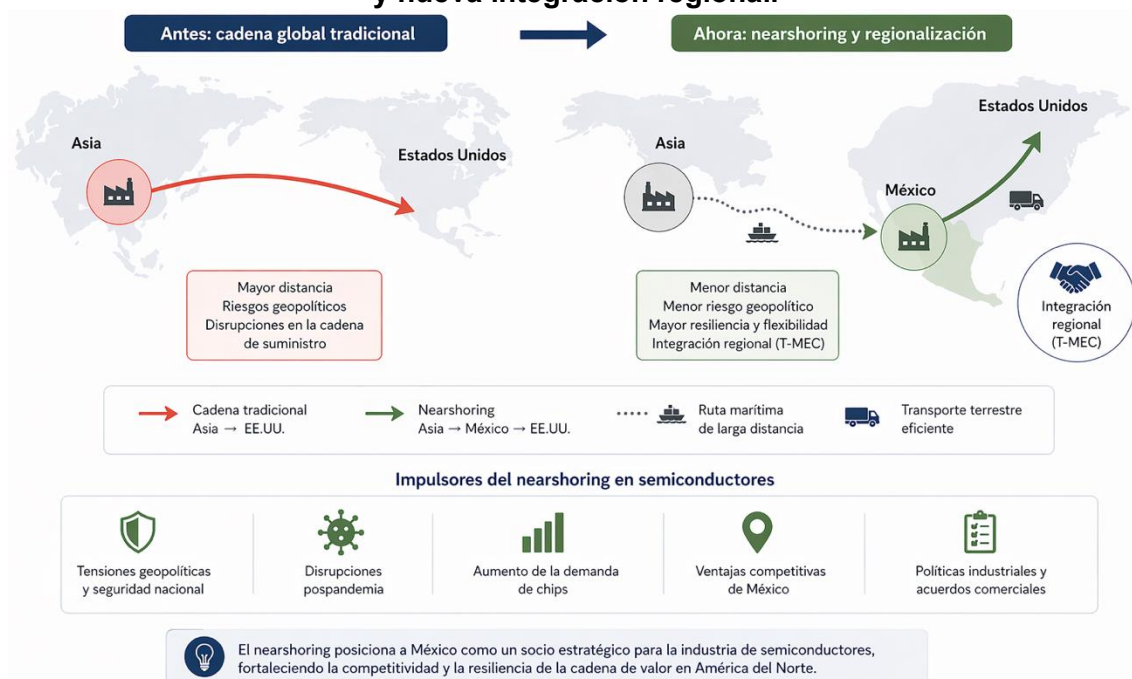 y nueva integración regional.
Antes: cadena global tradicional
Ahora: nearshoring y regionalización
Asia
Estados Unidos
Mayor distancia
Riesgos geopolíticos
Disrupciones en la cadena
de suministro
Asia
Estados Unidos
México
Menor distancia
Menor riesgo geopolítico
Mayor resiliencia y flexibilidad
Integración regional (T-MEC)
Integración
regional
(T-MEC)
Cadena tradicional
Asia → EE.UU.
Nearshoring
Asia → México → EE.UU.
Ruta marítima
de larga distancia
Transporte terrestre
eficiente
Impulsores del nearshoring en semiconductores
Tensiones geopolíticas
y seguridad nacional
Disrupciones
pospandemia
Aumento de la demanda
de chips
Ventajas competitivas
de México
Políticas industriales y
acuerdos comerciales
El nearshoring posiciona a México como un socio estratégico para la industria de semiconductores,
fortaleciendo la competitividad y la resiliencia de la cadena de valor en América del Norte.